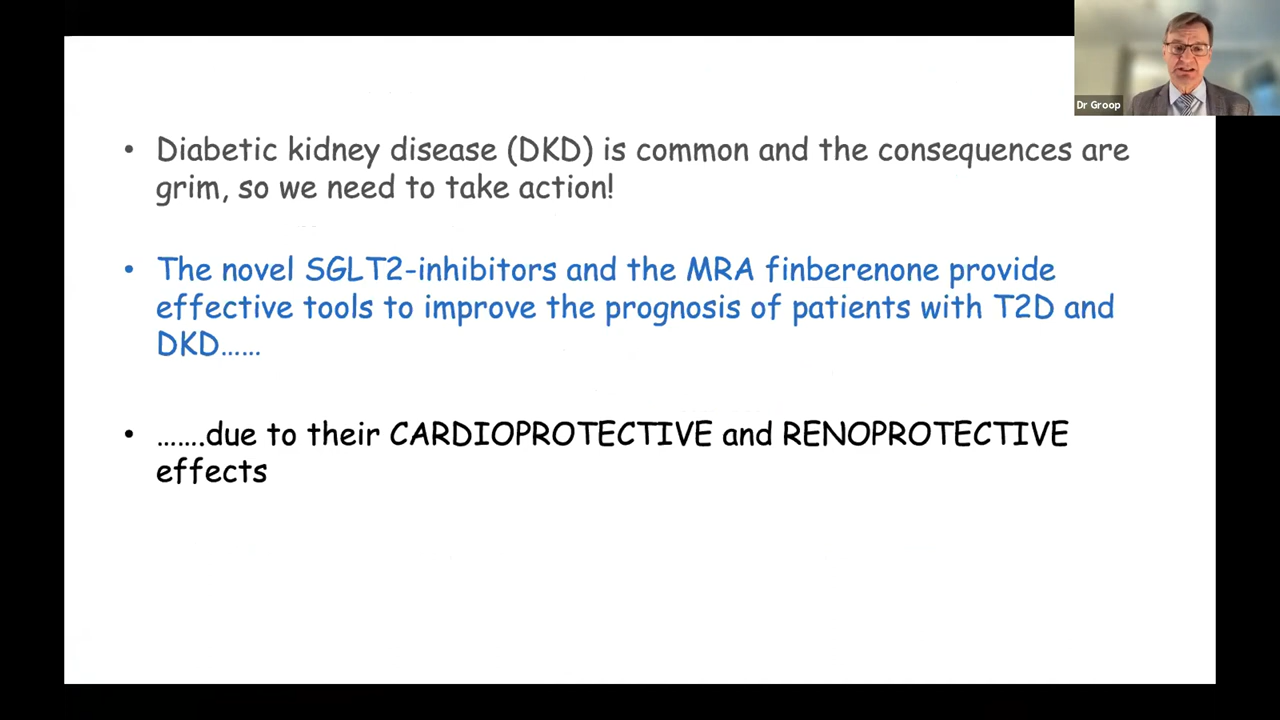 Dr Groop
• Diabetic kidney disease (DKD) is common and the consequences are
grim, so we need to take action!
• The novel SGLT2-inhibitors and the MRA finberenone provide
effective tools to improve the prognosis of patients with T2D and
DKD……
• …….due to their CARDIOPROTECTIVE and RENOPROTECTIVE
effects